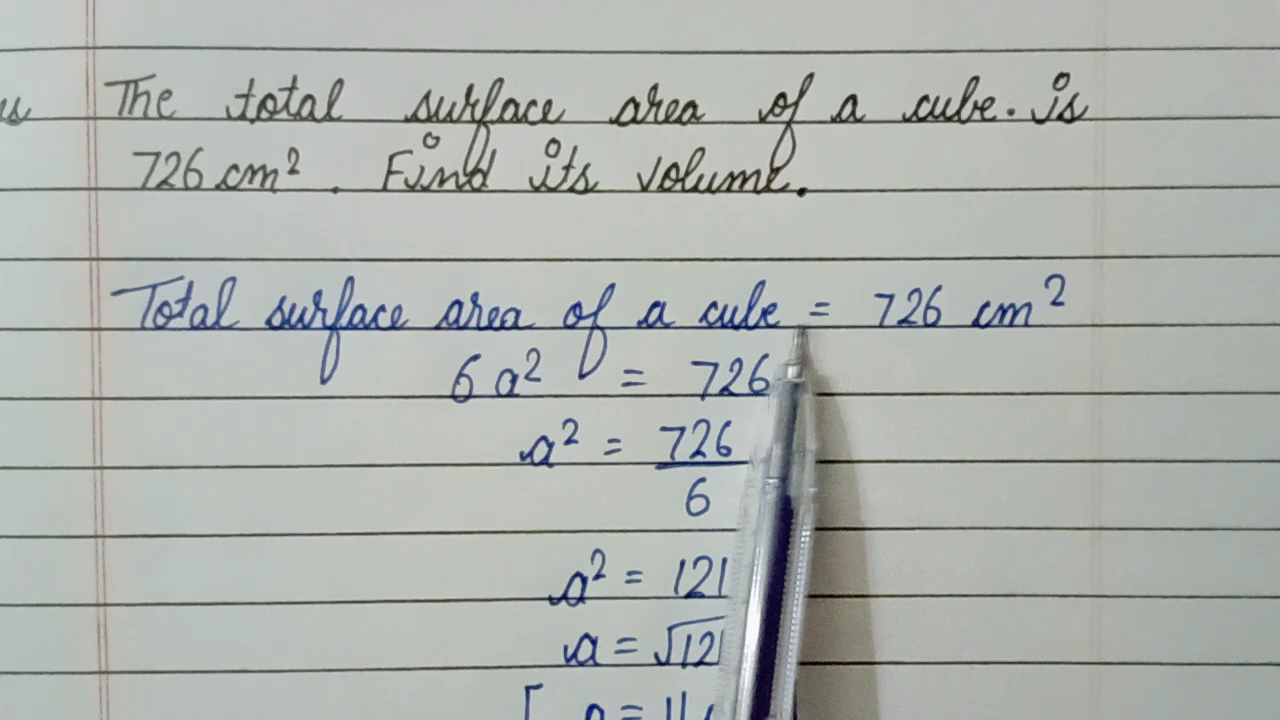 The total surface area of a cube. is
726 cm². Find its volume.
Total surface area of a cube = 726 cm²
6a² = 726
a² = 726/6
a² = 121
a = √121
a = 11